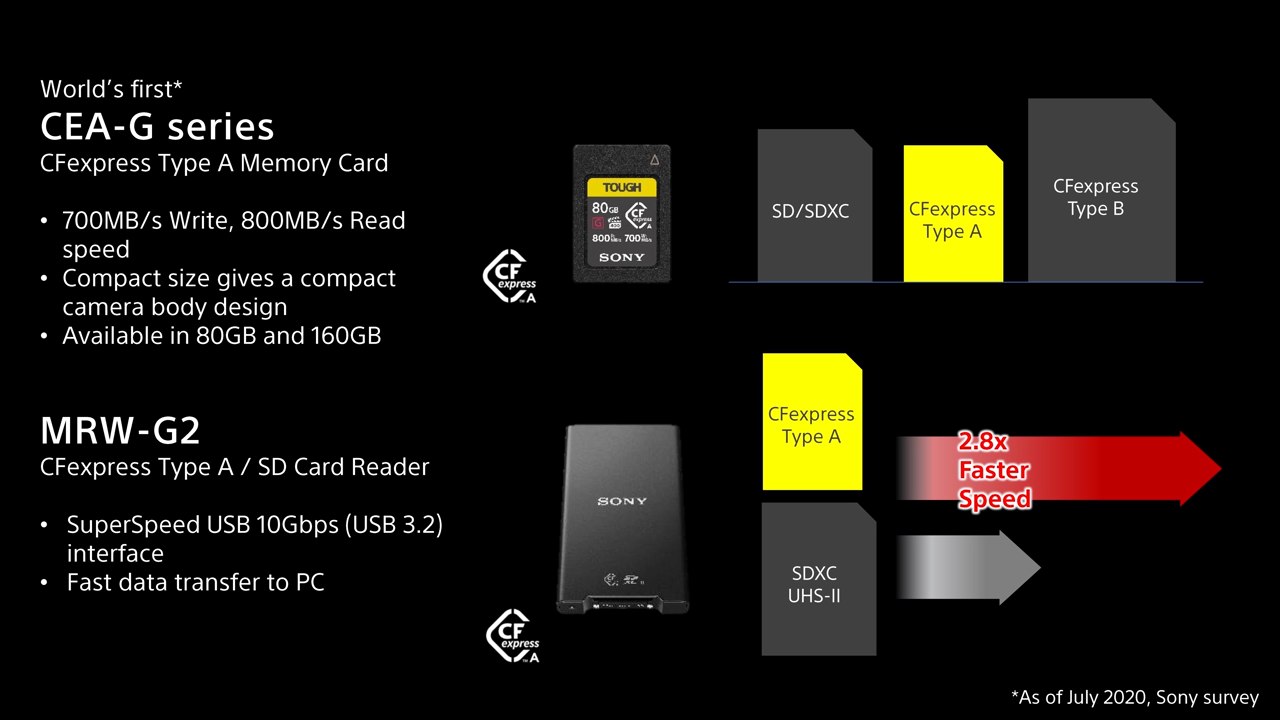 World's first*
CEA-G series
CFexpress Type A Memory Card
• 700MB/s Write, 800MB/s Read
speed
• Compact size gives a compact
camera body design
• Available in 80GB and 160GB
CF
express
™A
TOUGH
80GB
G
CF
express
A
800 MB/s 700 MB/s
SONY
SD/SDXC
CFexpress
Type A
CFexpress
Type B
MRW-G2
CFexpress Type A / SD Card Reader
• SuperSpeed USB 10Gbps (USB 3.2)
interface
• Fast data transfer to PC
SONY
CF
express
™A
CFexpress
Type A
2.8x
Faster
Speed
SDXC
UHS-II
*As of July 2020, Sony survey